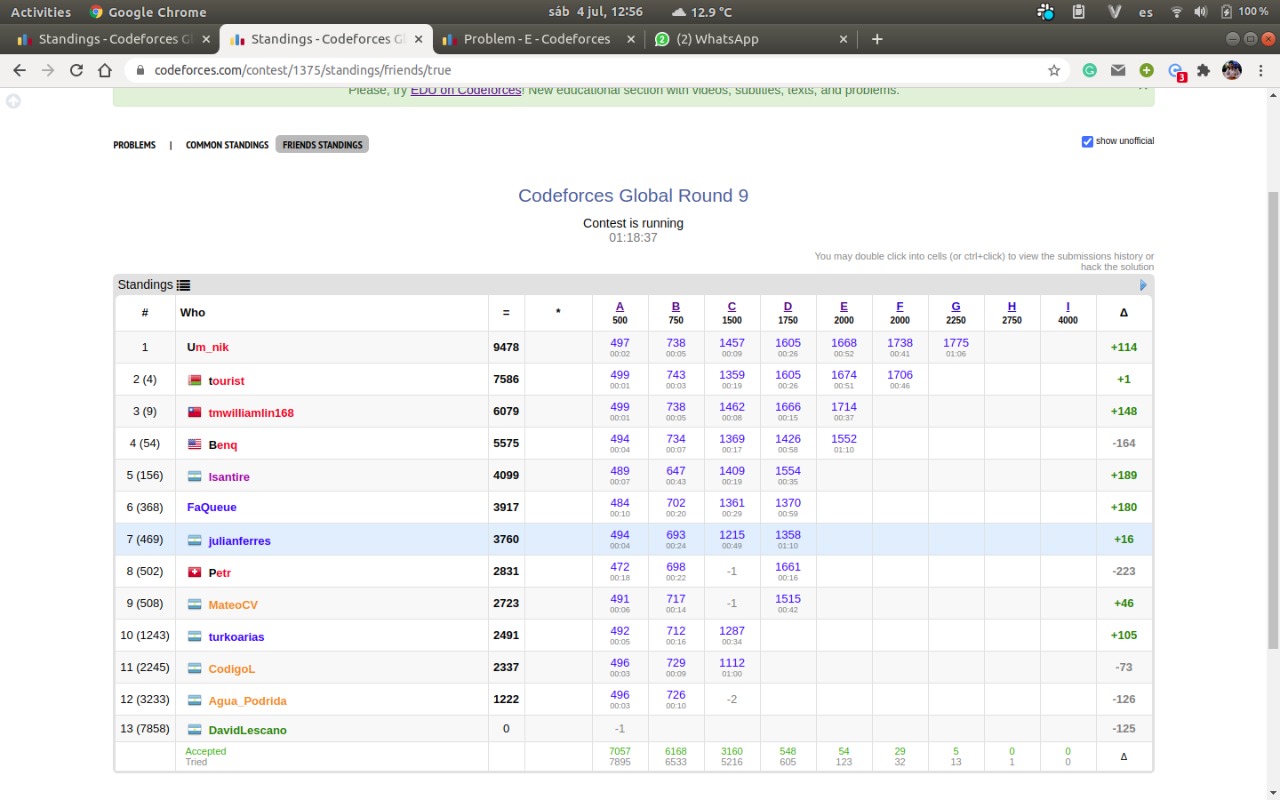 Activities Google Chrome sáb 4 jul, 12:56 12.9 °C es 100 %
Standings - Codeforces Gl × Standings - Codeforces Gl × Problem - E - Codeforces × (2) WhatsApp × +
codeforces.com/contest/1375/standings/friends/true 3
Please, try EDU on Codeforces! New educational section with videos, subtitles, texts, and problems.
PROBLEMS | COMMON STANDINGS FRIENDS STANDINGS show unofficial
Codeforces Global Round 9
Contest is running
01:18:37
You may double click into cells (or ctrl+click) to view the submissions history or
hack the solution
Standings
# Who = * A B C D E F G H I Δ
500 750 1500 1750 2000 2000 2250 2750 4000
1 Um_nik 9478 497 738 1457 1605 1668 1738 1775 +114
00:02 00:05 00:09 00:26 00:52 00:41 01:06
2 (4) tourist 7586 499 743 1359 1605 1674 1706 +1
00:01 00:03 00:19 00:26 00:51 00:46
3 (9) tmwilliamlin168 6079 499 738 1462 1666 1714 +148
00:01 00:05 00:08 00:15 00:37
4 (54) Benq 5575 494 734 1369 1426 1552 -164
00:04 00:07 00:17 00:58 01:10
5 (156) lsantire 4099 489 647 1409 1554 +189
00:07 00:43 00:19 00:35
6 (368) FaQueue 3917 484 702 1361 1370 +180
00:10 00:20 00:29 00:59
7 (469) julianferres 3760 494 693 1215 1358 +16
00:04 00:24 00:49 01:10
8 (502) Petr 2831 472 698 -1 1661 -223
00:18 00:22 00:16
9 (508) MateoCV 2723 491 717 -1 1515 +46
00:06 00:14 00:42
10 (1243) turkoarias 2491 492 712 1287 +105
00:05 00:16 00:34
11 (2245) CodigoL 2337 496 729 1112 -73
00:03 00:09 01:00
12 (3233) Agua_Podrida 1222 496 726 -2 -126
00:03 00:10
13 (7858) DavidLescano 0 -1 -125
Accepted 7057 6168 3160 548 54 29 5 0 0 Δ
Tried 7895 6533 5216 605 123 32 13 1 0